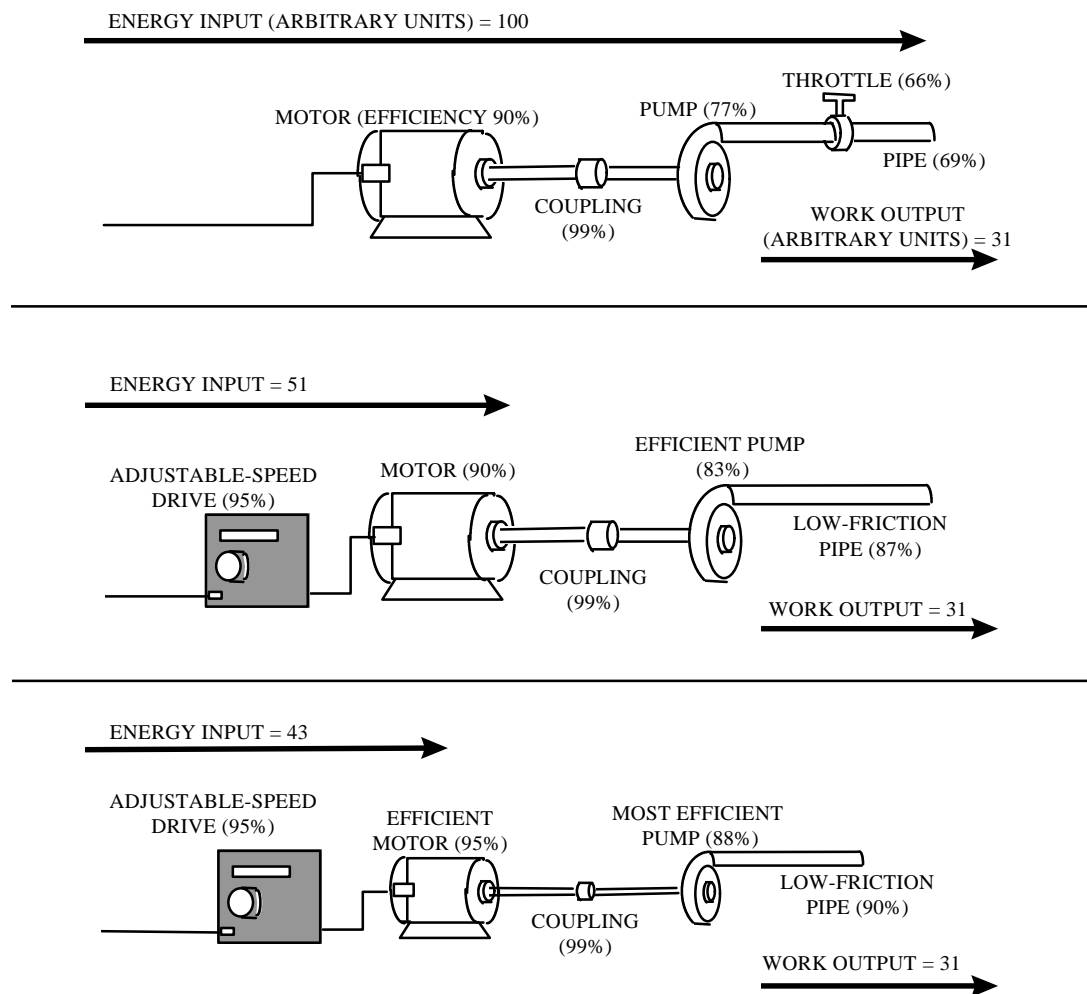 ENERGY INPUT (ARBITRARY UNITS) = 100
THROTTLE (66%)
MOTOR (EFFICIENCY 90%)
PUMP (77%)
PIPE (69%)
COUPLING
(99%)
WORK OUTPUT
(ARBITRARY UNITS) = 31
ENERGY INPUT = 51
ADJUSTABLE-SPEED
DRIVE (95%)
MOTOR (90%)
EFFICIENT PUMP
(83%)
LOW-FRICTION
PIPE (87%)
COUPLING
(99%)
WORK OUTPUT = 31
ENERGY INPUT = 43
ADJUSTABLE-SPEED
DRIVE (95%)
EFFICIENT
MOTOR (95%)
MOST EFFICIENT
PUMP (88%)
LOW-FRICTION
PIPE (90%)
COUPLING
(99%)
WORK OUTPUT = 31